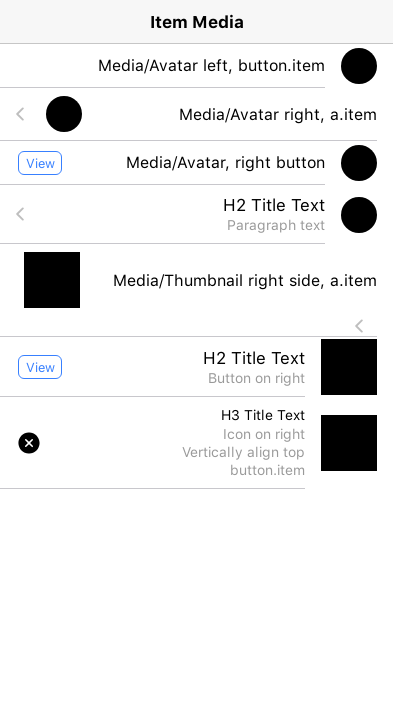 Item Media
Media/Avatar left, button.item
Media/Avatar right, a.item
View
Media/Avatar, right button
H2 Title Text
Paragraph text
Media/Thumbnail right side, a.item
View
H2 Title Text
Button on right
H3 Title Text
Icon on right
Vertically align top
button.item